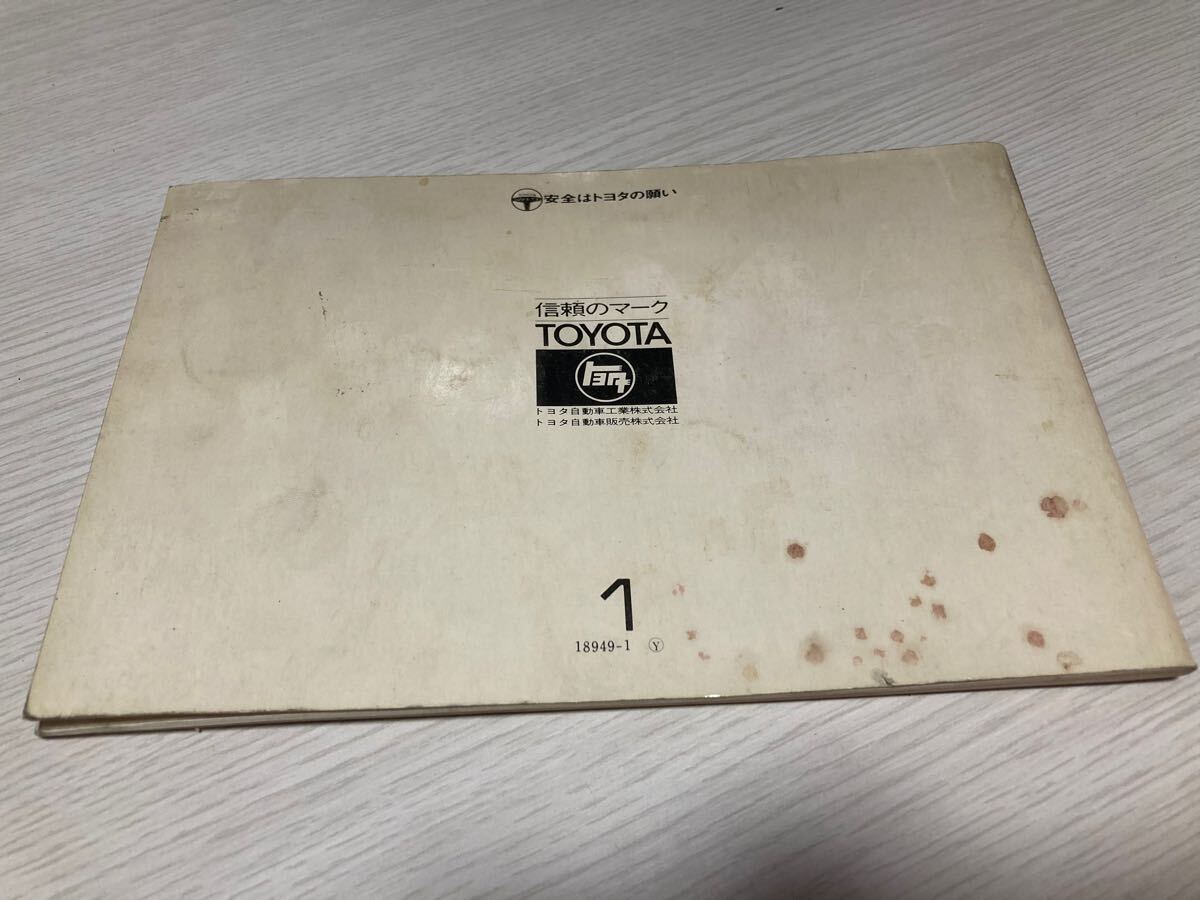 安全はトヨタの願い
信頼のマーク
TOYOTA
トヨタ
トヨタ自動車工業株式会社
トヨタ自動車販売株式会社
1
18949-1 Ⓨ